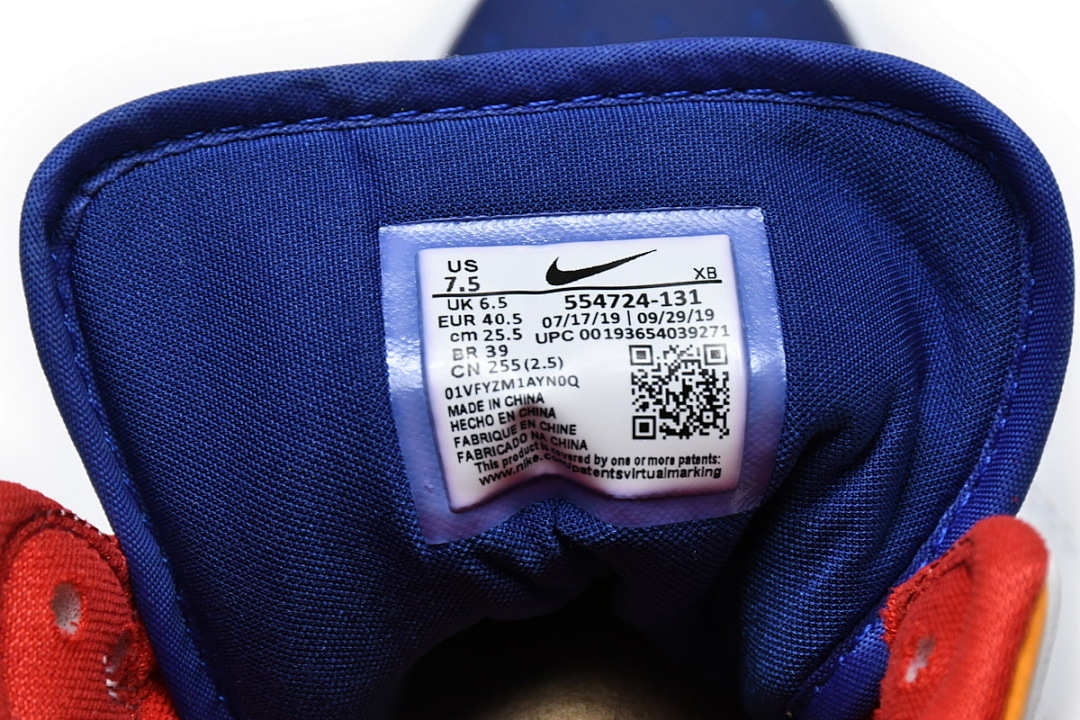 US
7.5
XB
UK 6.5
554724-131
EUR 40.5
07/17/19 | 09/29/19
cm 25.5
UPC 00193654039271
BR 39
CN 255 (2.5)
01VFYZM1AYN0Q
MADE IN CHINA
HECHO EN CHINA
FABRIQUE EN CHINE
FABRICADO NA CHINA
This product is covered by one or more patents:
www.nike.com/patentsvirtualmarking